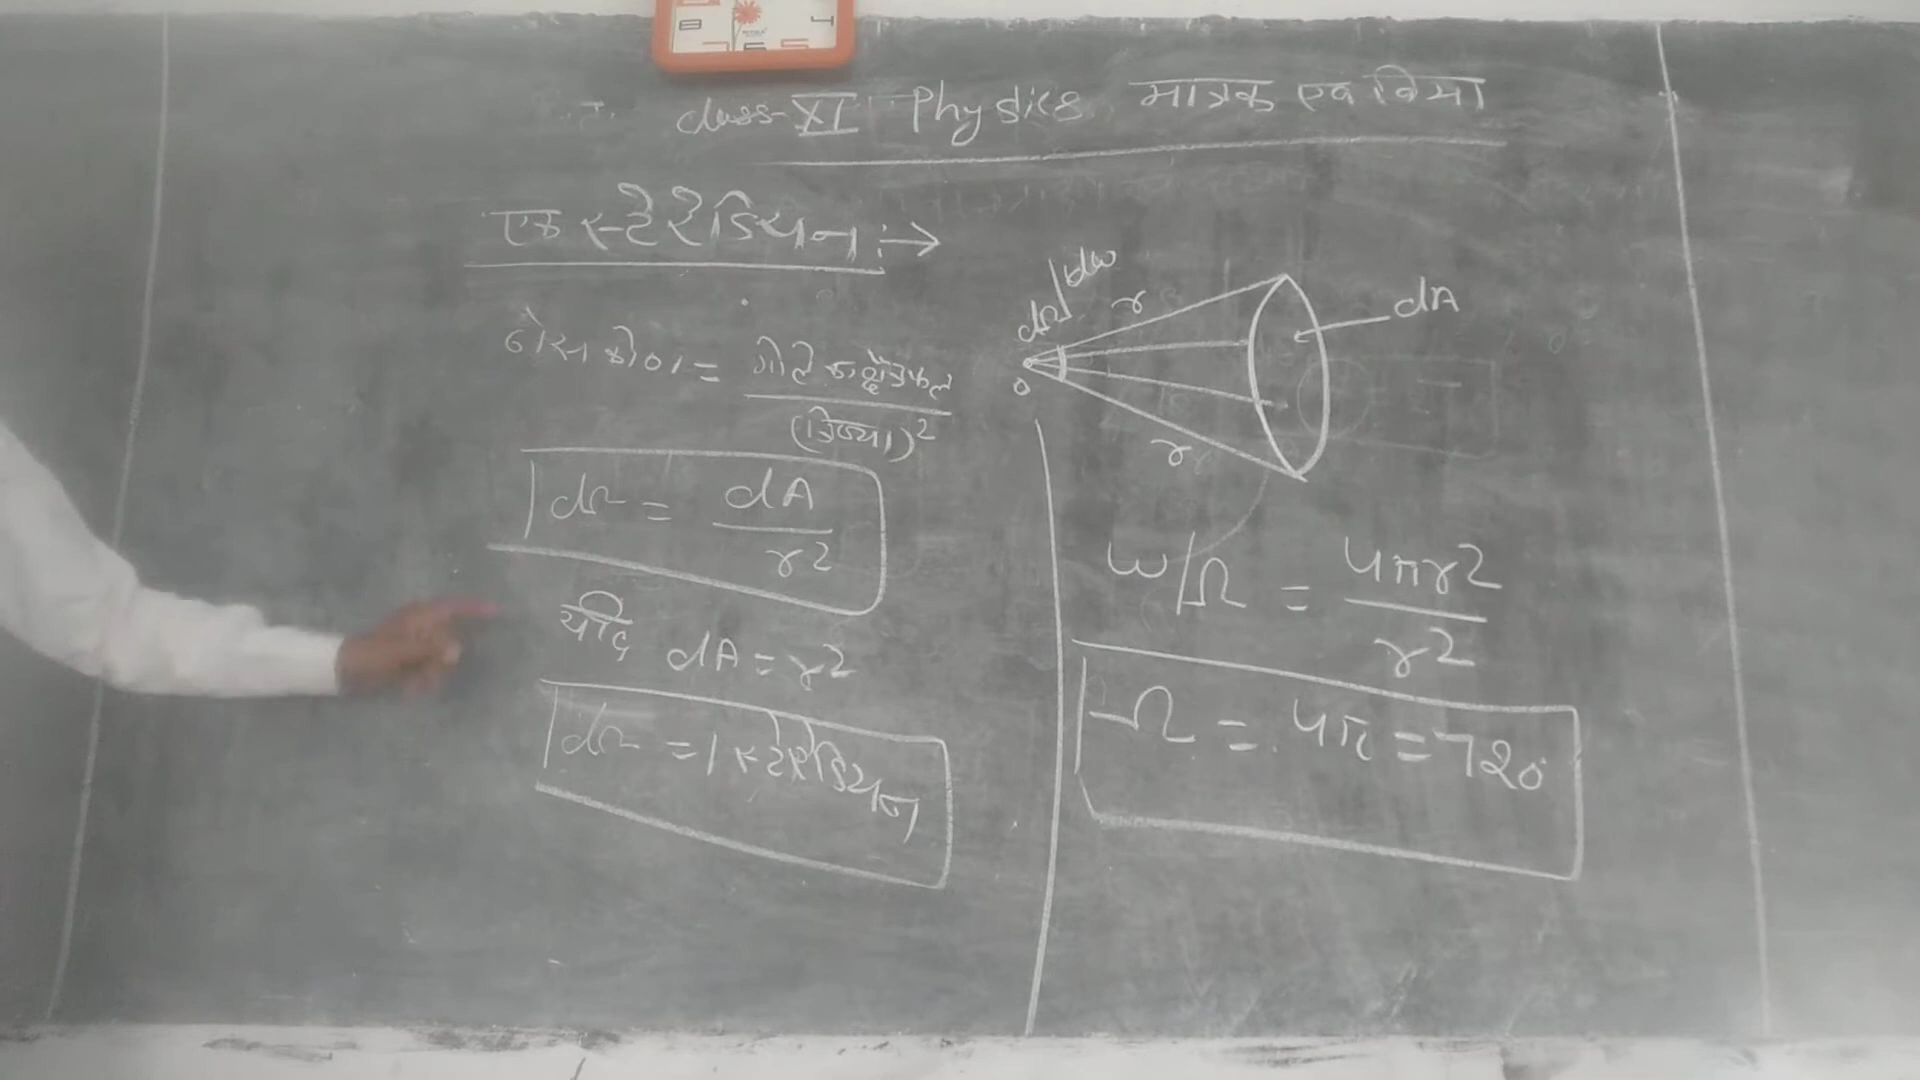 class-XI Physics मात्रक एवं विमा
एक स्टेरेडियन :→
ठोस कोण = गोले का क्षेत्रफल / (त्रिज्या)²
dΩ = dA / r²
यदि dA = r²
dΩ = 1 स्टेरेडियन
dΩ/dω
r
dA
O
r
ω/Ω = 4πr² / r²
Ω = 4π = 720°